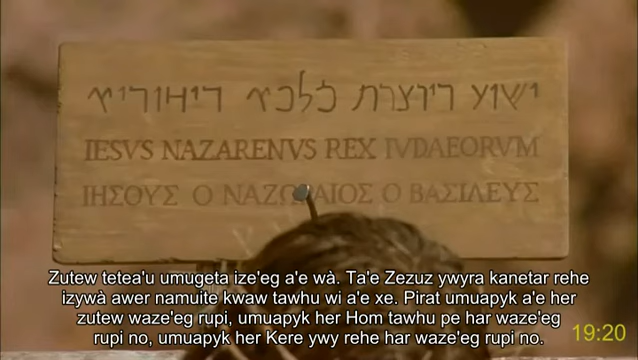 ישוע
IESVS NAZARENVS REX IVDAEORVM
ΙΗΣΟΥΣ Ο ΝΑΖΩΡΑΙΟΣ Ο ΒΑΣΙΛΕΥΣ
Zutew tetea'u umugeta ize'eg a'e wà. Ta'e Zezuz ywyra kanetar rehe
izywà awer namuite kwaw tawhu wi a'e xe. Pirat umuapyk a'e her
zutew waze'eg rupi, umuapyk her Hom tawhu pe har waze'eg
rupi no, umuapyk her Kere ywy rehe har waze'eg rupi no.
19:20